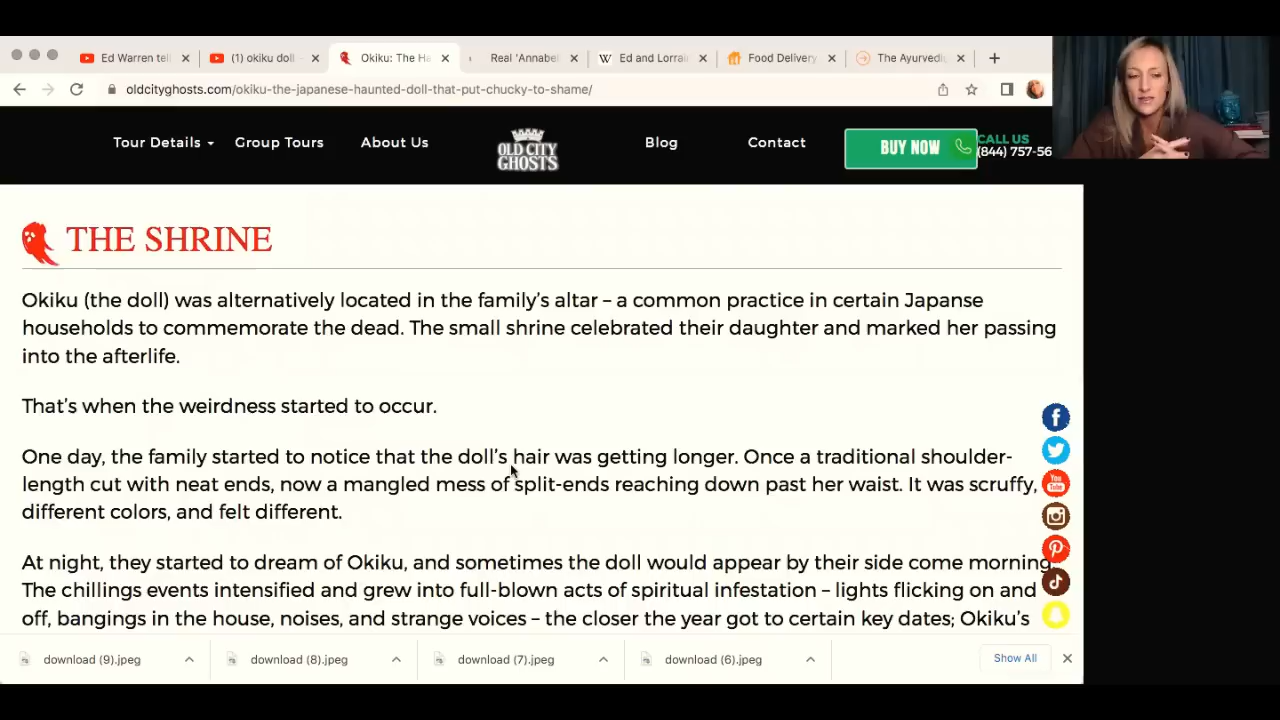 Ed Warren tell
(1) okiku doll
Okiku: The Ha
Real 'Annabel
Ed and Lorrai
Food Delivery
The Ayurvedi
oldcityghosts.com/okiku-the-japanese-haunted-doll-that-put-chucky-to-shame/
Tour Details
Group Tours
About Us
OLD CITY
GHOSTS
Blog
Contact
BUY NOW
CALL US
(844) 757-56
THE SHRINE
Okiku (the doll) was alternatively located in the family's altar – a common practice in certain Japanse
households to commemorate the dead. The small shrine celebrated their daughter and marked her passing
into the afterlife.
That's when the weirdness started to occur.
One day, the family started to notice that the doll's hair was getting longer. Once a traditional shoulder-
length cut with neat ends, now a mangled mess of split-ends reaching down past her waist. It was scruffy,
different colors, and felt different.
At night, they started to dream of Okiku, and sometimes the doll would appear by their side come morning.
The chillings events intensified and grew into full-blown acts of spiritual infestation – lights flicking on and
off, bangings in the house, noises, and strange voices – the closer the year got to certain key dates; Okiku's
download (9).jpeg
download (8).jpeg
download (7).jpeg
download (6).jpeg
Show All